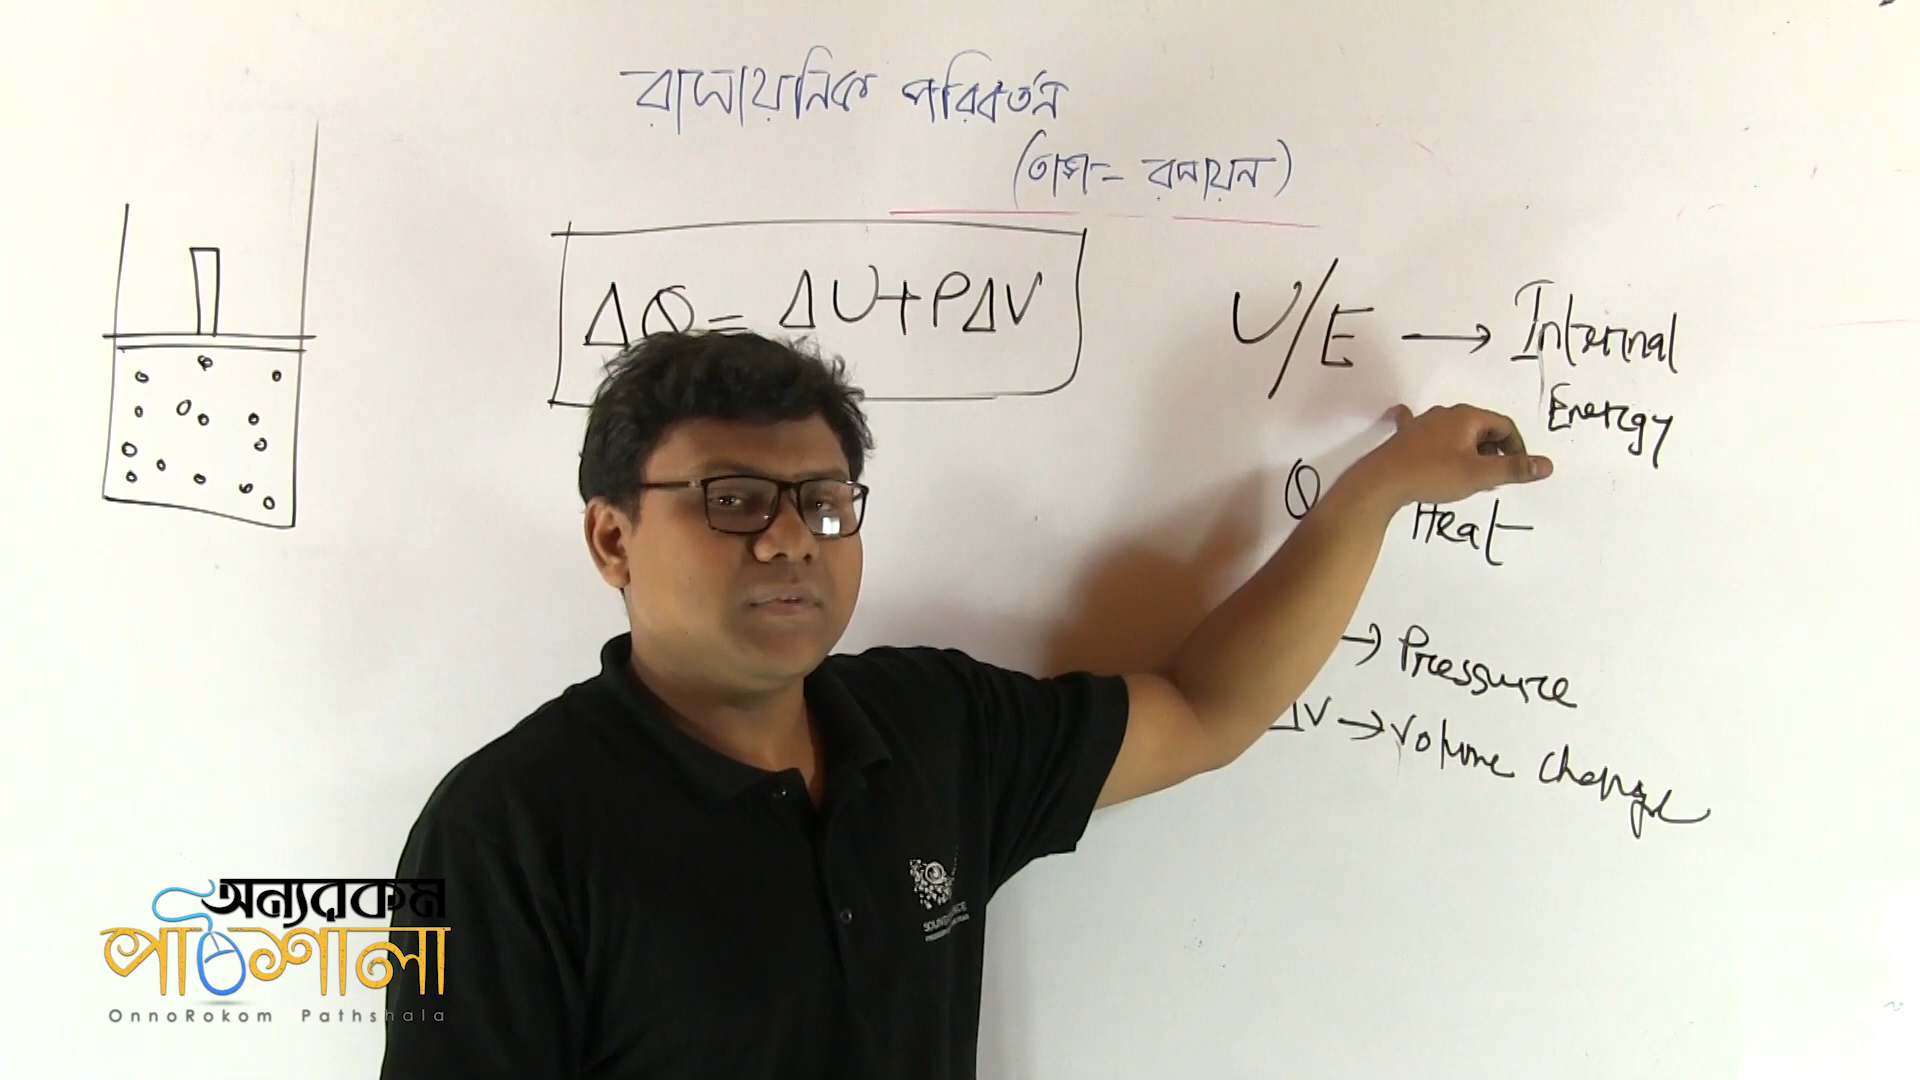 রাসায়নিক পরিবর্তন
(তাপ - রসায়ন)
ΔQ = ΔU + PΔV
U/E → Internal
Energy
Q
Heat
→ Pressure
ΔV → Volume Change
অন্যরকম
পাঠশালা
OnnoRokom Pathshala